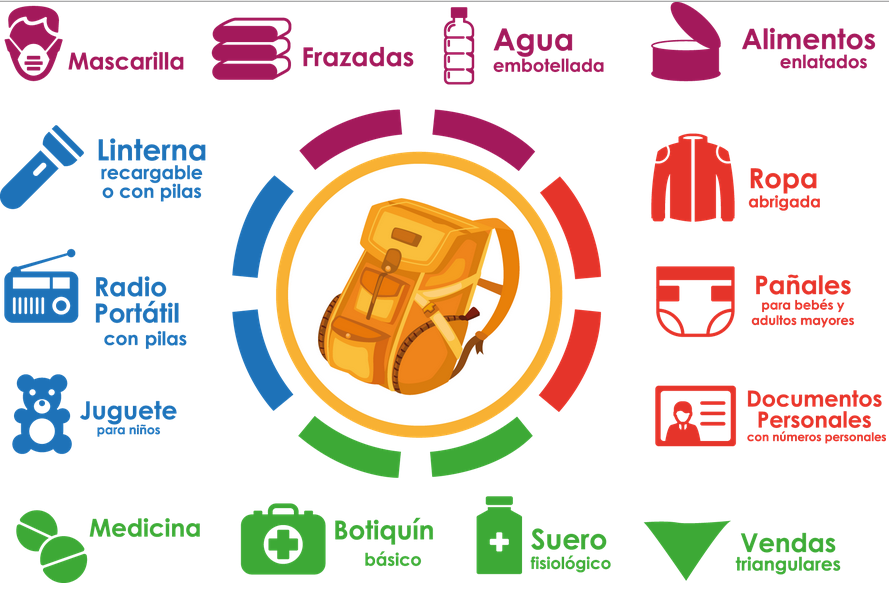 Mascarilla
Frazadas
Agua
embotellada
Alimentos
enlatados
Linterna
recargable
o con pilas
Ropa
abrigada
Radio
Portátil
con pilas
Pañales
para bebés y
adultos mayores
Juguete
para niños
Documentos
Personales
con números personales
Medicina
Botiquín
básico
Suero
fisiológico
Vendas
triangulares